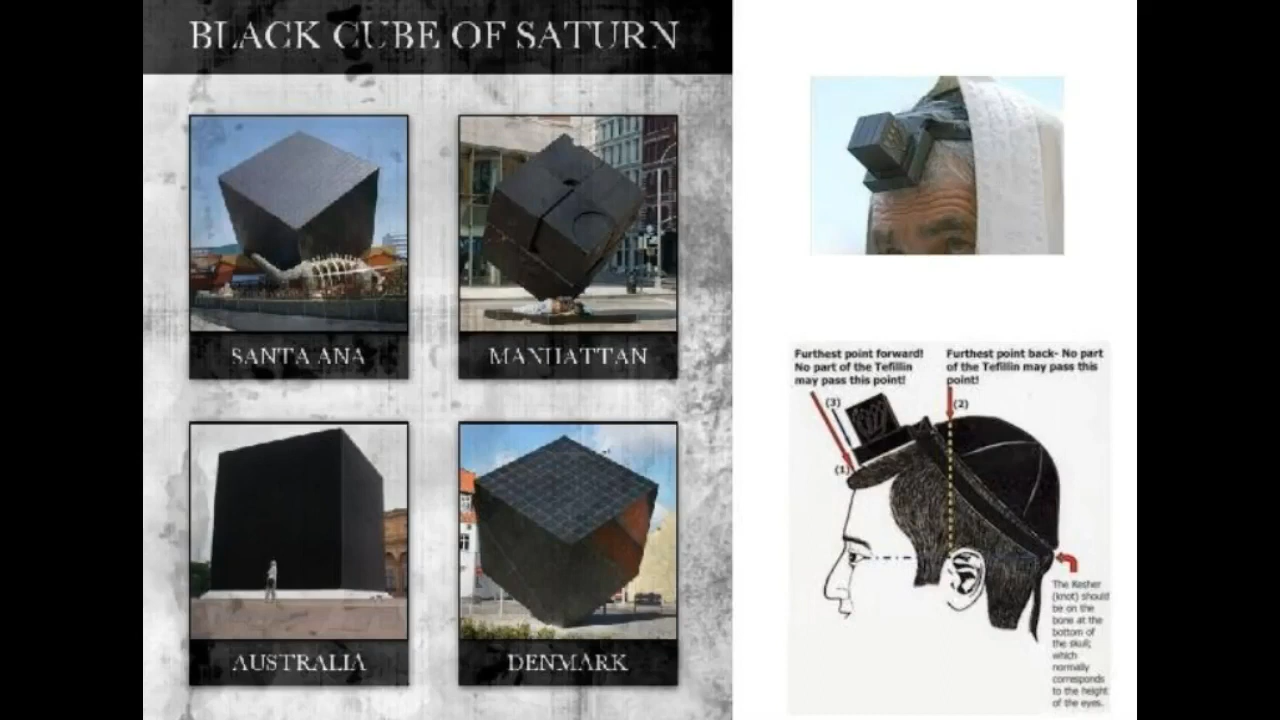 BLACK CUBE OF SATURN
SANTA ANA
MANHATTAN
AUSTRALIA
DENMARK
Furthest point forward!
No part of the Tefillin
may pass this point!
Furthest point back- No part
of the Tefillin may pass this
point!
(3)
(2)
(1)
The Kesher
(knot) should
be on the
bone at the
bottom of
the skull;
which
normally
corresponds
to the height
of the eyes.